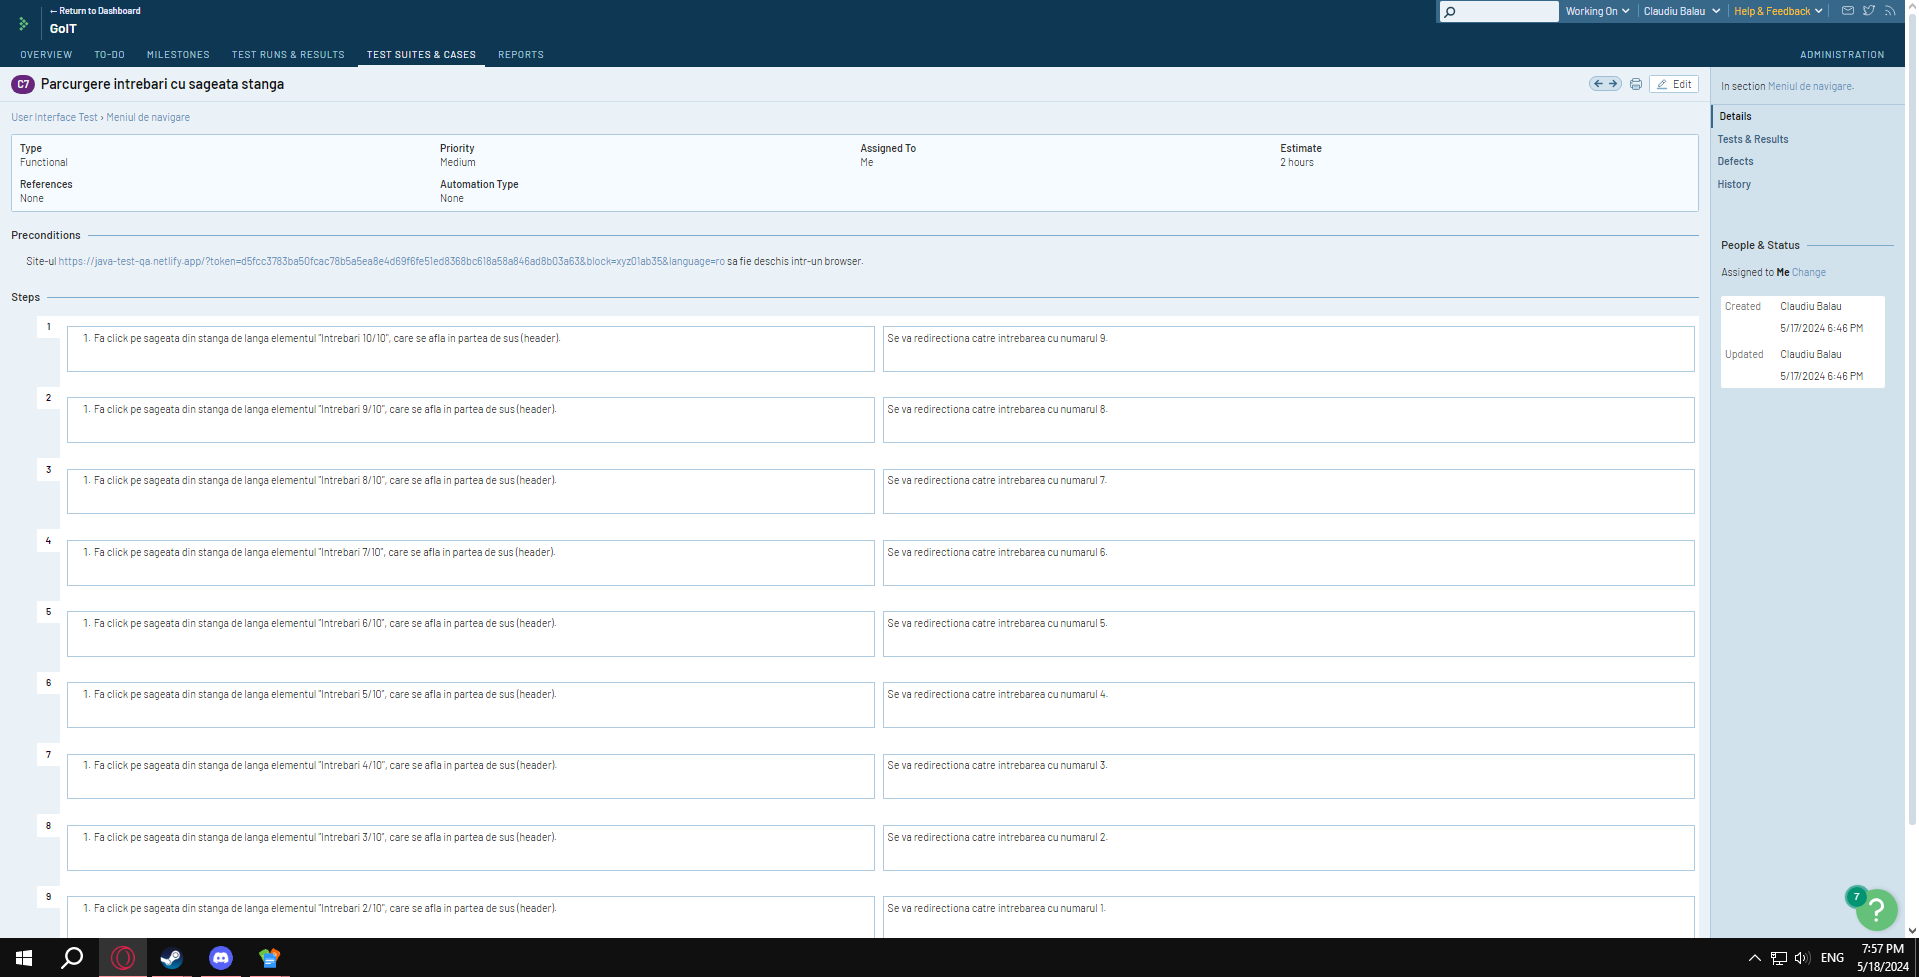 ← Return to Dashboard
GoIT
Working On
Claudiu Balau
Help & Feedback
OVERVIEW TO-DO MILESTONES TEST RUNS & RESULTS TEST SUITES & CASES REPORTS ADMINISTRATION
C7 Parcurgere intrebari cu sageata stanga
Edit
In section Meniul de navigare.
User Interface Test › Meniul de navigare
Details
Tests & Results
Defects
History
Type
Functional
Priority
Medium
Assigned To
Me
Estimate
2 hours
References
None
Automation Type
None
Preconditions
Site-ul https://java-test-qa.netlify.app/?token=d5fcc3783ba50fcac78b5a5ea8e4d69f6fe51ed8368bc618a58a846ad8b03a63&block=xyz01ab35&language=ro sa fie deschis intr-un browser.
People & Status
Assigned to Me Change
Created Claudiu Balau
5/17/2024 6:46 PM
Updated Claudiu Balau
5/17/2024 6:46 PM
Steps
1
1. Fa click pe sageata din stanga de langa elementul "Intrebari 10/10", care se afla in partea de sus (header).
Se va redirectiona catre intrebarea cu numarul 9.
2
1. Fa click pe sageata din stanga de langa elementul "Intrebari 9/10", care se afla in partea de sus (header).
Se va redirectiona catre intrebarea cu numarul 8.
3
1. Fa click pe sageata din stanga de langa elementul "Intrebari 8/10", care se afla in partea de sus (header).
Se va redirectiona catre intrebarea cu numarul 7.
4
1. Fa click pe sageata din stanga de langa elementul "Intrebari 7/10", care se afla in partea de sus (header).
Se va redirectiona catre intrebarea cu numarul 6.
5
1. Fa click pe sageata din stanga de langa elementul "Intrebari 6/10", care se afla in partea de sus (header).
Se va redirectiona catre intrebarea cu numarul 5.
6
1. Fa click pe sageata din stanga de langa elementul "Intrebari 5/10", care se afla in partea de sus (header).
Se va redirectiona catre intrebarea cu numarul 4.
7
1. Fa click pe sageata din stanga de langa elementul "Intrebari 4/10", care se afla in partea de sus (header).
Se va redirectiona catre intrebarea cu numarul 3.
8
1. Fa click pe sageata din stanga de langa elementul "Intrebari 3/10", care se afla in partea de sus (header).
Se va redirectiona catre intrebarea cu numarul 2.
9
1. Fa click pe sageata din stanga de langa elementul "Intrebari 2/10", care se afla in partea de sus (header).
Se va redirectiona catre intrebarea cu numarul 1.
7
?
ENG
7:57 PM
5/18/2024